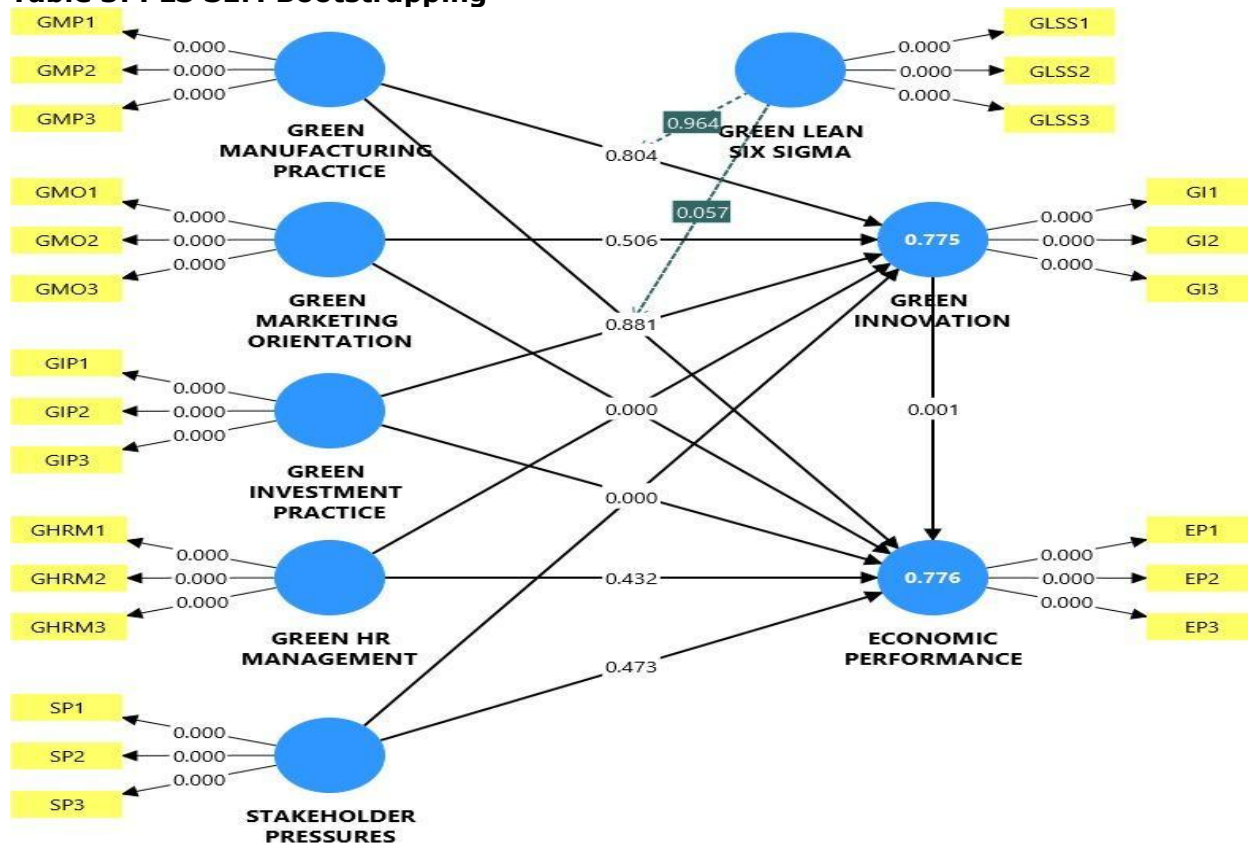 Table PLS SEM Bootstrapping
GMP1
0.000
GMP2
0.000
GMP3
0.000
GREEN
MANUFACTURING
PRACTICE
GLSS1
0.000
GLSS2
0.000
GLSS3
0.000
GREEN LEAN
SIX SIGMA
0.964
0.804
0.057
GMO1
0.000
GMO2
0.000
GMO3
0.000
GREEN
MARKETING
ORIENTATION
0.506
0.775
GREEN
INNOVATION
GI1
0.000
GI2
0.000
GI3
0.000
0.881
GIP1
0.000
GIP2
0.000
GIP3
0.000
GREEN
INVESTMENT
PRACTICE
0.000
0.001
0.000
GHRM1
0.000
GHRM2
0.000
GHRM3
0.000
GREEN HR
MANAGEMENT
0.432
0.776
ECONOMIC
PERFORMANCE
EP1
0.000
EP2
0.000
EP3
0.000
0.473
SP1
0.000
SP2
0.000
SP3
0.000
STAKEHOLDER
PRESSURES